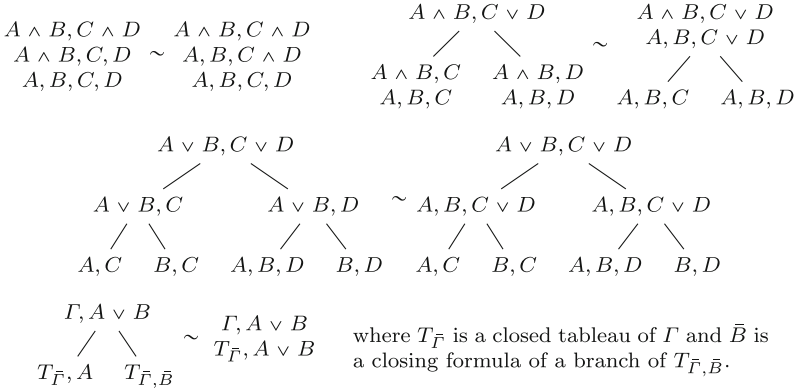 A ∧ B, C ∧ D
A ∧ B, C, D
A, B, C, D
~
A ∧ B, C ∧ D
A, B, C ∧ D
A, B, C, D
A ∧ B, C ∨ D
A ∧ B, C   A ∧ B, D
A, B, C   A, B, D
~
A ∧ B, C ∨ D
A, B, C ∨ D
A, B, C   A, B, D
A ∨ B, C ∨ D
A ∨ B, C   A ∨ B, D
A, C   B, C   A, B, D   B, D
~
A ∨ B, C ∨ D
A, B, C ∨ D   A, B, C ∨ D
A, C   B, C   A, B, D   B, D
Γ, A ∨ B
T_Γ̄, A   T_Γ̄,B̄
~
Γ, A ∨ B
T_Γ̄, A ∨ B
where T_Γ̄ is a closed tableau of Γ and B̄ is
a closing formula of a branch of T_Γ̄,B̄.